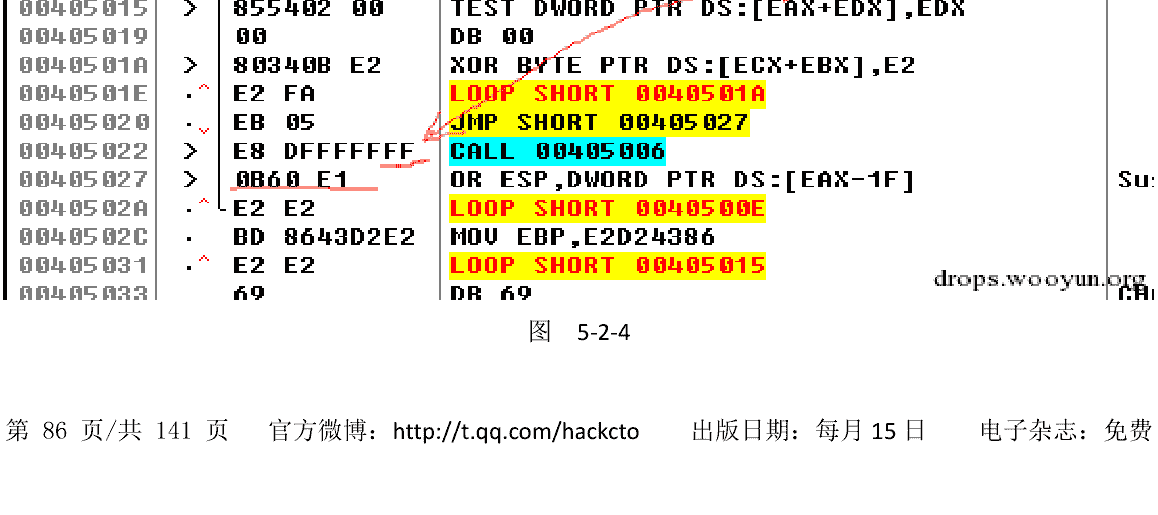 00405015 > 855402 00 TEST DWORD PTR DS:[EAX+EDX],EDX
00405019 00 DB 00
0040501A > 80340B E2 XOR BYTE PTR DS:[ECX+EBX],E2
0040501E .^ E2 FA LOOP SHORT 0040501A
00405020 .v EB 05 JMP SHORT 00405027
00405022 > E8 DFFFFFFF CALL 00405006
00405027 > 0B60 E1 OR ESP,DWORD PTR DS:[EAX-1F] Su
0040502A .^ E2 E2 LOOP SHORT 0040500E
0040502C . BD 8643D2E2 MOV EBP,E2D24386
00405031 .^ E2 E2 LOOP SHORT 00405015
drops.wooyun.org
00405033 69 DB 69
图 5-2-4
第 86 页/共 141 页 官方微博：http://t.qq.com/hackcto 出版日期：每月 15 日 电子杂志：免费